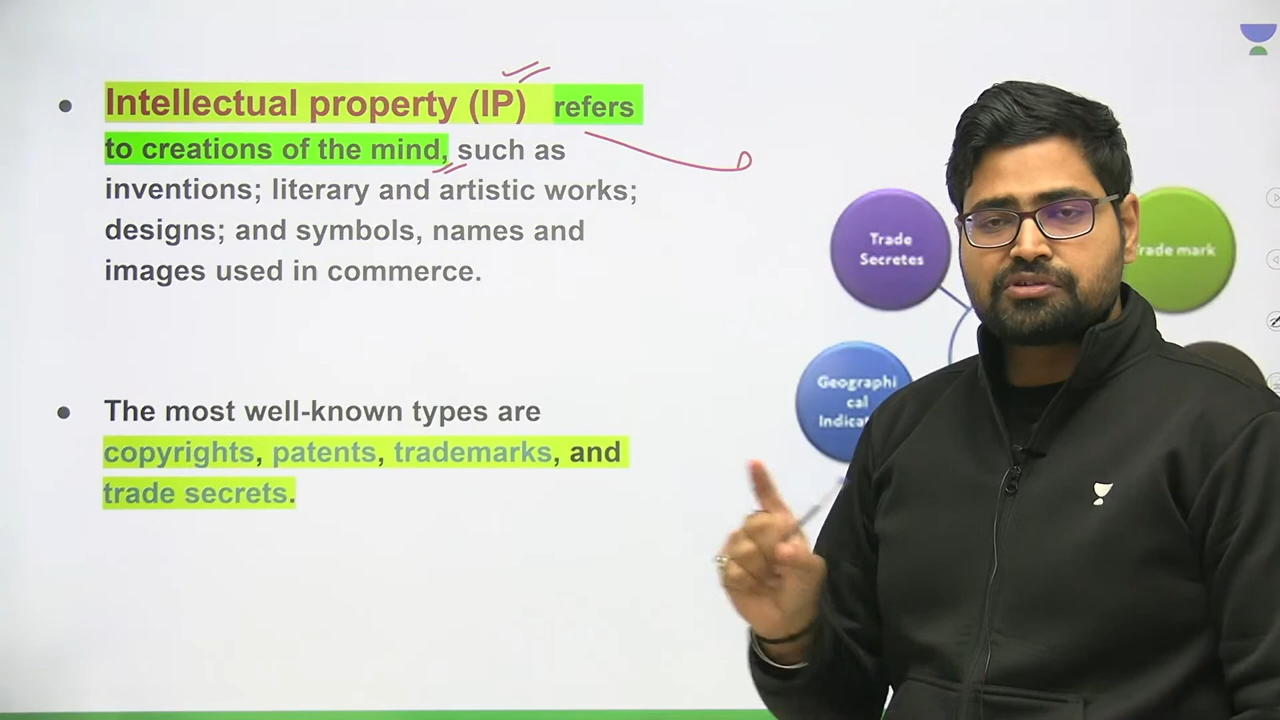 Intellectual property (IP) refers
to creations of the mind, such as
inventions; literary and artistic works;
designs; and symbols, names and
images used in commerce.
The most well-known types are
copyrights, patents, trademarks, and
trade secrets.
Trade
Secretes
rade mark
Geographi
cal
Indica